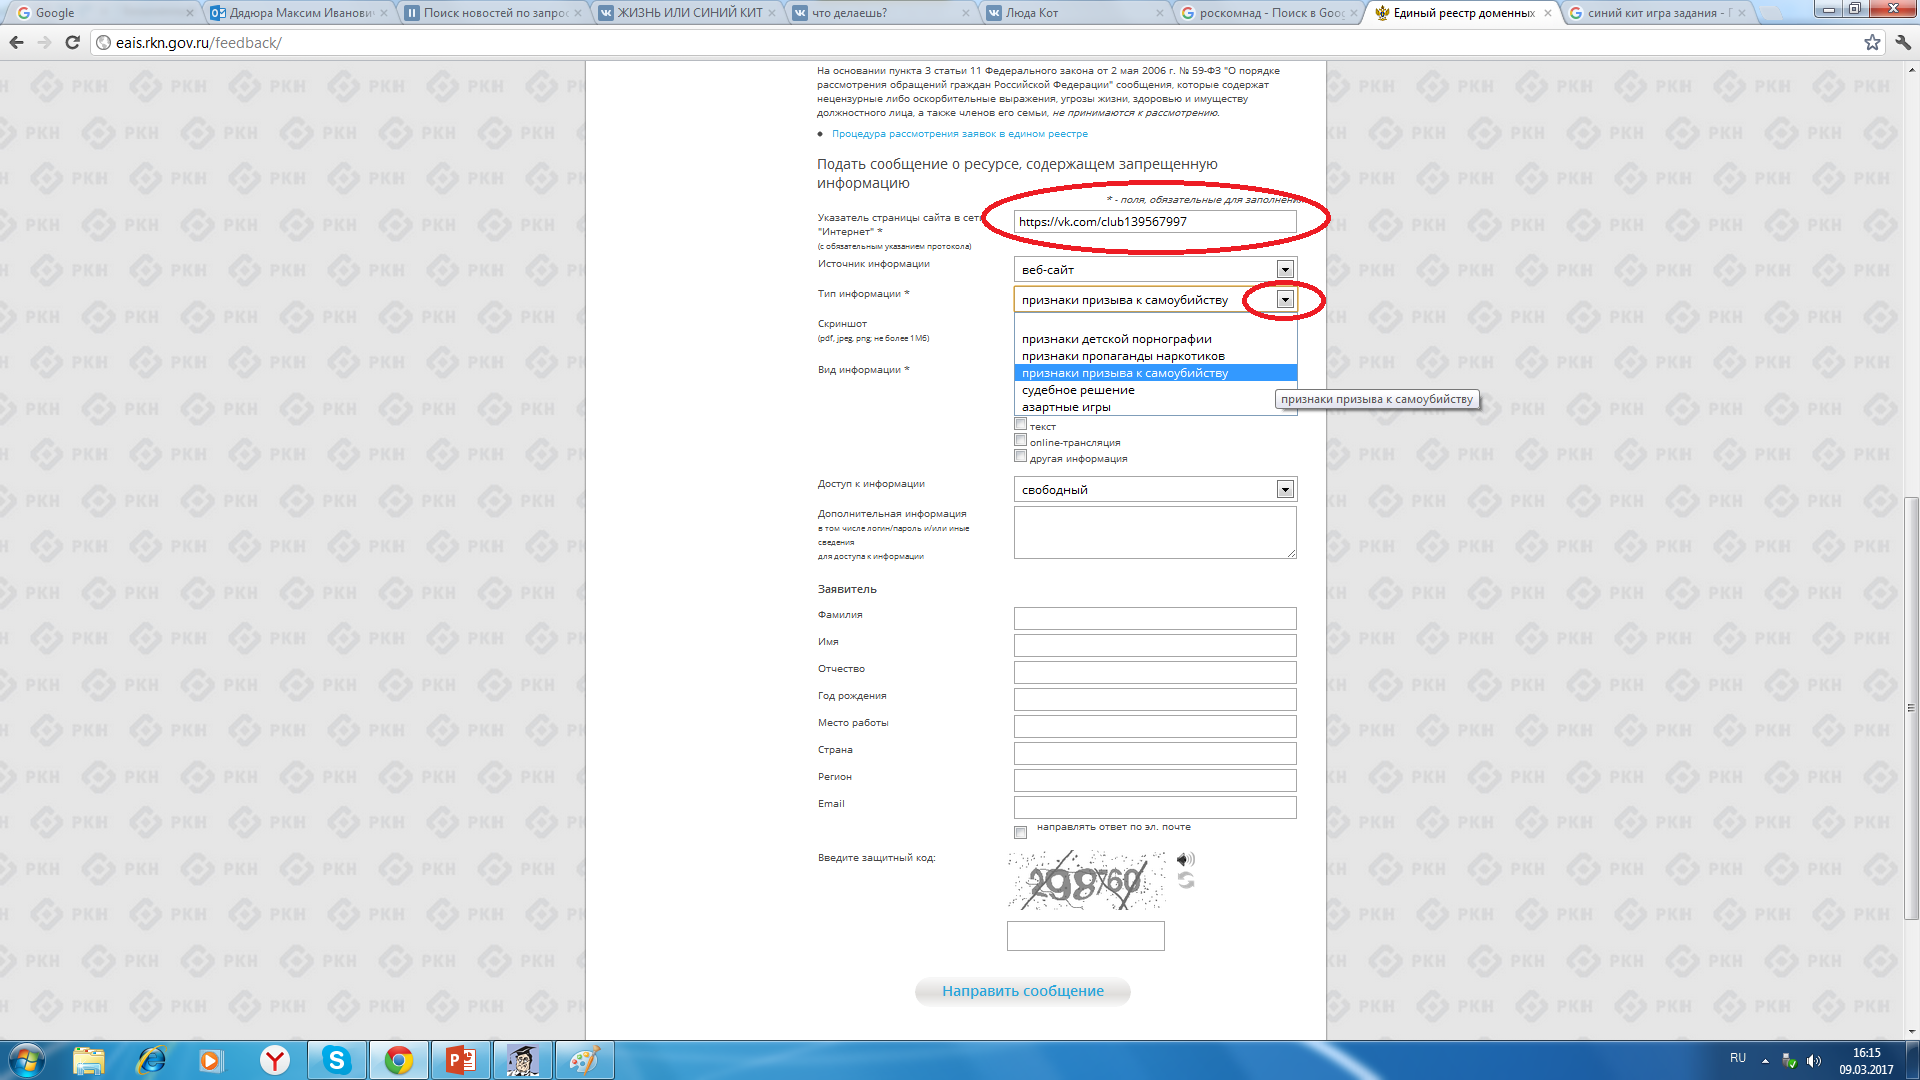 Google
Дядюра Максим Иванович
Поиск новостей по запрос
ЖИЗНЬ ИЛИ СИНИЙ КИТ
что делаешь?
Люда Кот
роскомнад - Поиск в Goog
Единый реестр доменных
синий кит игра задания - Г
eais.rkn.gov.ru/feedback/
На основании пункта 3 статьи 11 Федерального закона от 2 мая 2006 г. № 59-ФЗ "О порядке
рассмотрения обращений граждан Российской Федерации" сообщения, которые содержат
нецензурные либо оскорбительные выражения, угрозы жизни, здоровью и имуществу
должностного лица, а также членов его семьи, не принимаются к рассмотрению.
Процедура рассмотрения заявок в едином реестре
Подать сообщение о ресурсе, содержащем запрещенную
информацию
* - поля, обязательные для заполнения
Указатель страницы сайта в сети
"Интернет" *
(с обязательным указанием протокола)
https://vk.com/club139567997
Источник информации
веб-сайт
Тип информации *
признаки призыва к самоубийству
Скриншот
(pdf, jpeg, png; не более 1Мб)
признаки детской порнографии
признаки пропаганды наркотиков
признаки призыва к самоубийству
судебное решение
азартные игры
признаки призыва к самоубийству
Вид информации *
текст
online-трансляция
другая информация
Доступ к информации
свободный
Дополнительная информация
в том числе логин/пароль и/или иные
сведения
для доступа к информации
Заявитель
Фамилия
Имя
Отчество
Год рождения
Место работы
Страна
Регион
Email
направлять ответ по эл. почте
Введите защитный код:
298760
Направить сообщение
РКН
RU
16:15
09.03.2017